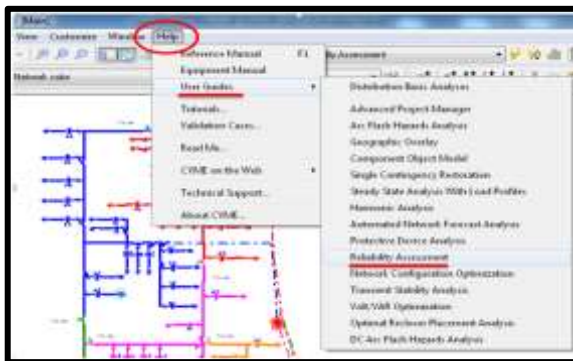 [Main]
View Customize Window Help
Network color
Reference Manual F1
Equipment Manual
User Guides
Tutorials...
Validation Cases...
Read Me...
CYME on the Web
Technical Support...
About CYME...
Assessment
Distribution Basic Analyses
Advanced Project Manager
Arc Flash Hazards Analysis
Geographic Overlay
Component Object Model
Single Contingency Restoration
Steady State Analysis With Load Profiles
Harmonic Analysis
Automated Network Forecast Analysis
Protective Device Analysis
Reliability Assessment
Network Configuration Optimization
Transient Stability Analysis
Volt/VAR Optimization
Optimal Recloser Placement Analysis
DC Arc Flash Hazards Analysis